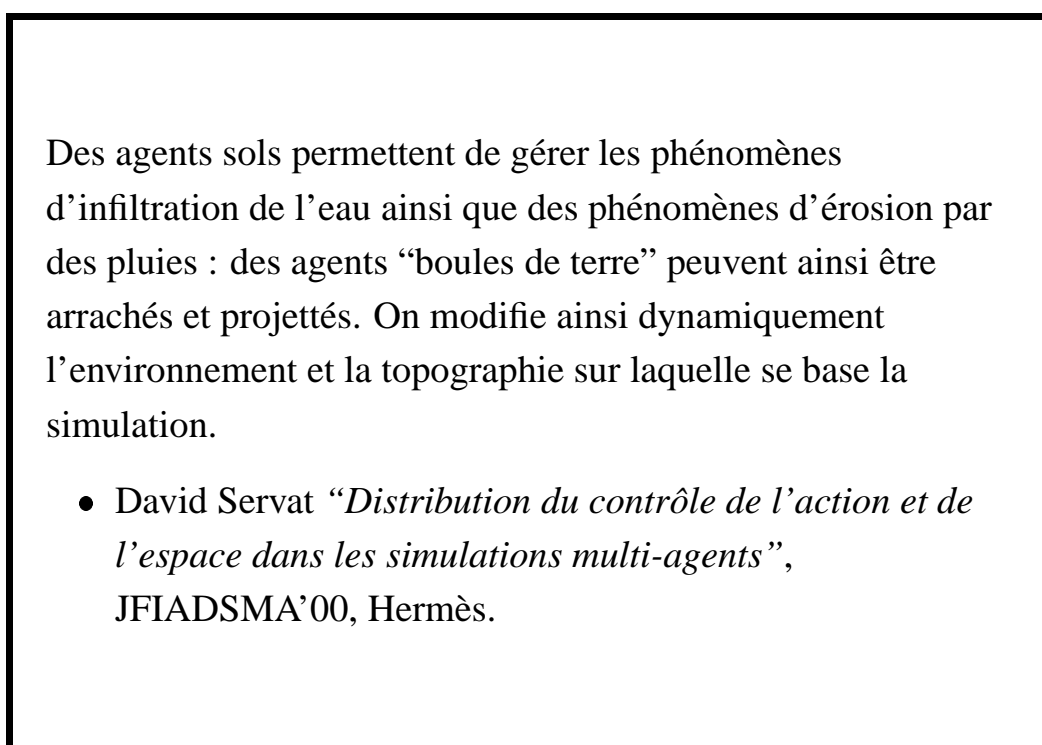 Des agents sols permettent de gérer les phénomènes
d’infiltration de l’eau ainsi que des phénomènes d’érosion par
des pluies : des agents “boules de terre” peuvent ainsi être
arrachés et projettés. On modifie ainsi dynamiquement
l’environnement et la topographie sur laquelle se base la
simulation.
• David Servat “Distribution du contrôle de l’action et de
l’espace dans les simulations multi-agents”,
JFIADSMA’00, Hermès.